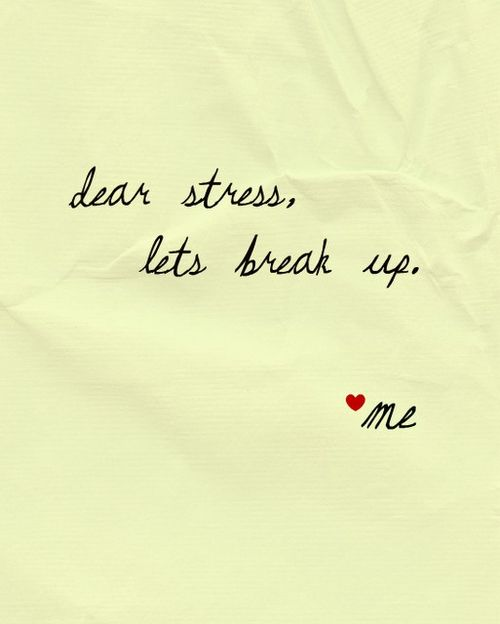 dear stress,
lets break up.
♥me